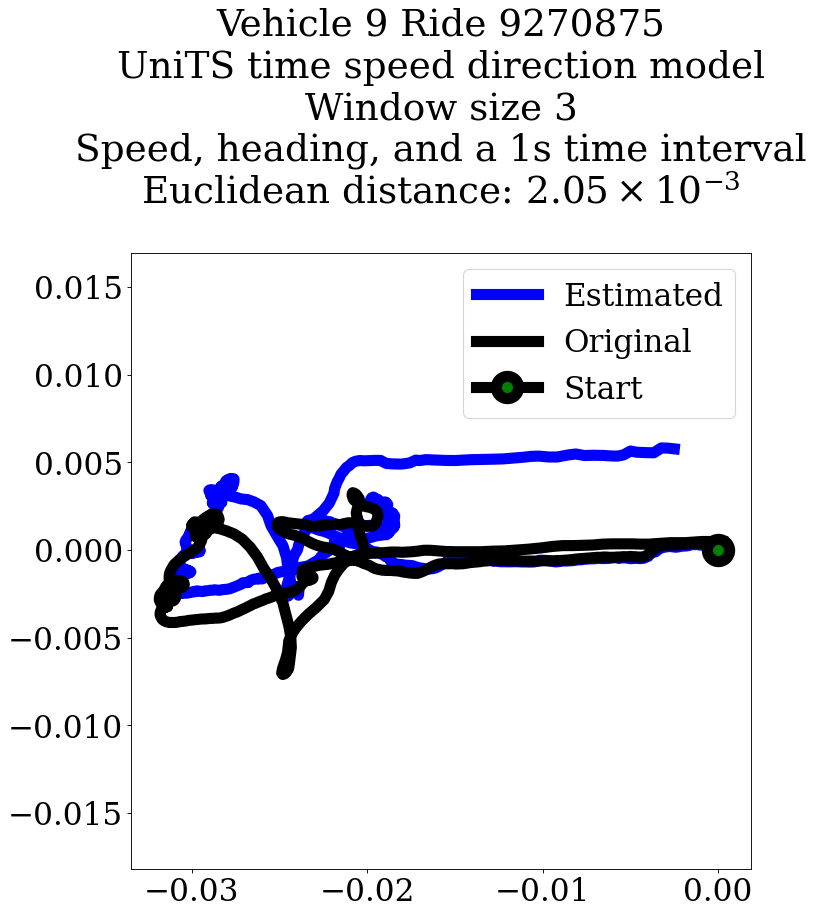 Vehicle 9 Ride 9270875
UniTS time speed direction model
Window size 3
Speed, heading, and a 1s time interval
Euclidean distance: 2.05 × 10⁻³
0.015
0.010
0.005
0.000
−0.005
−0.010
−0.015
Estimated
Original
Start
−0.03
−0.02
−0.01
0.00